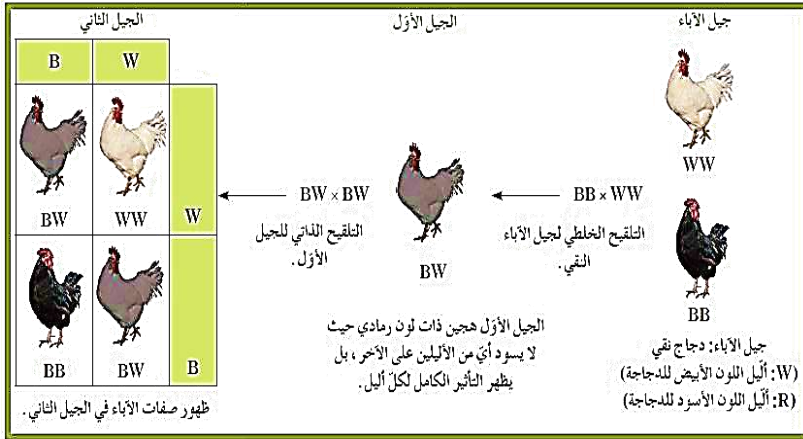 جيل الآباء
WW
BB
جيل الآباء: دجاج نقي
(W: أليل اللون الأبيض للدجاجة)
(R: أليل اللون الأسود للدجاجة)
BB × WW
التلقيح الخلطي لجيل الآباء
النقي.
الجيل الأوّل
BW
الجيل الأوّل هجين ذات لون رمادي حيث
لا يسود أيّ من الأليلين على الآخر، بل
يظهر التأثير الكامل لكلّ أليل.
BW × BW
التلقيح الذاتي للجيل
الأوّل.
الجيل الثاني
B W
BW WW W
BB BW B
ظهور صفات الآباء في الجيل الثاني.